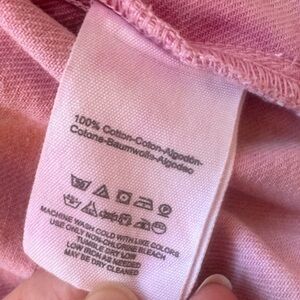 100% Cotton-Coton-Algodón-
Cotone-Baumwolle-Algodao
MACHINE WASH COLD WITH LIKE COLORS
USE ONLY NON-CHLORINE BLEACH
TUMBLE DRY LOW
LOW IRON AS NEEDED
MAY BE DRY CLEANED